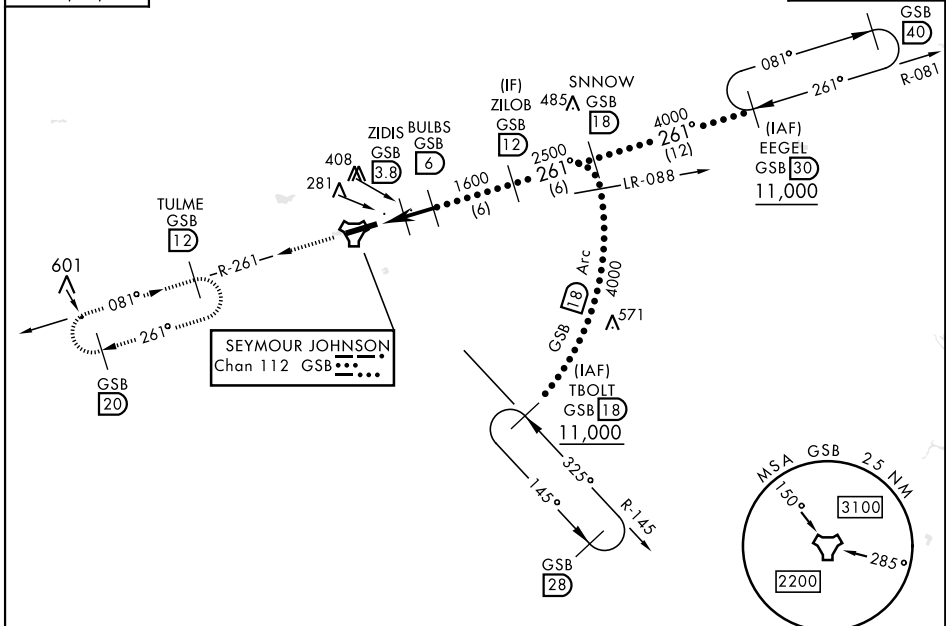 GSB
40
081°
261°
R-081
(IAF)
EEGEL
GSB 30
11,000
4000
261°
(12)
SNNOW
GSB
18
485
(IF)
ZILOB
GSB
12
2500
261°
(6)
LR-088
BULBS
GSB
6
ZIDIS
GSB
3.8
408
281
1600
(6)
TULME
GSB
12
R-261
601
081°
261°
GSB
20
SEYMOUR JOHNSON
Chan 112 GSB
GSB 18 Arc
4000
571
(IAF)
TBOLT
GSB 18
11,000
325°
145°
R-145
GSB
28
MSA GSB 25 NM
150°
3100
285°
2200